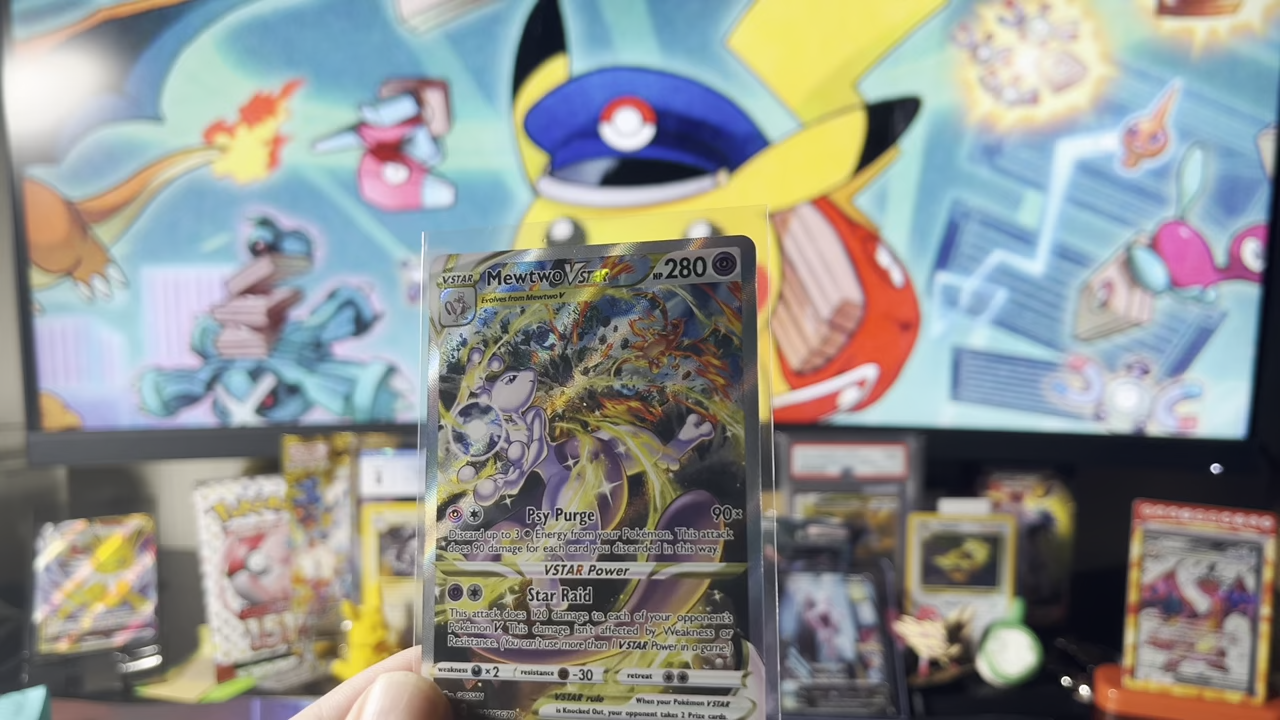 VSTAR Mewtwo VSTAR HP 280
Evolves from Mewtwo V
Psy Purge 90×
Discard up to 3 Energy from your Pokémon. This attack
does 90 damage for each card you discarded in this way.
VSTAR Power
Star Raid
This attack does 120 damage to each of your opponent's
Pokémon V. This damage isn't affected by Weakness or
Resistance. (You can't use more than 1 VSTAR Power in a game.)
weakness ×2 resistance -30 retreat
GOSSAN
VSTAR rule When your Pokémon VSTAR
is Knocked Out, your opponent takes 2 Prize cards.
/GG70
Pokémon
151